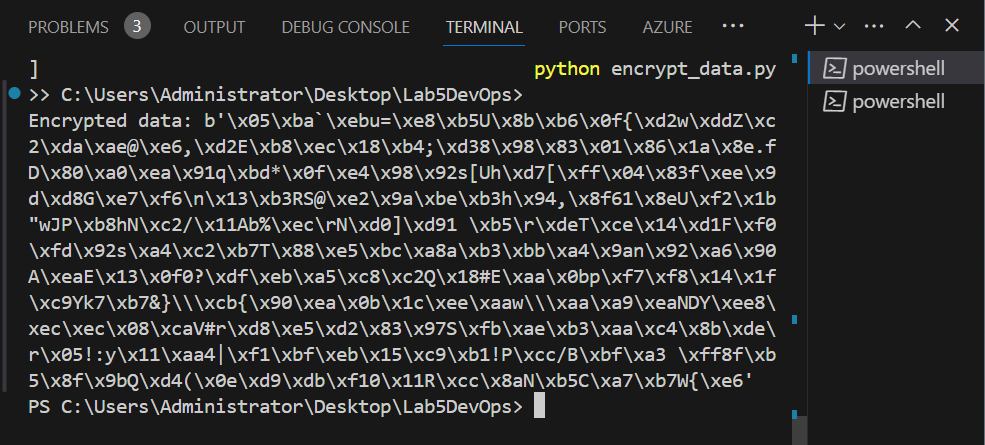 PROBLEMS 3 OUTPUT DEBUG CONSOLE TERMINAL PORTS AZURE ···
] python encrypt_data.py
>> C:\Users\Administrator\Desktop\Lab5DevOps>
Encrypted data: b'\x05\xba`\xebu=\xe8\xb5U\x8b\xb6\x0f{\xd2w\xddZ\xc
2\xda\xae@\xe6,\xd2E\xb8\xec\x18\xb4;\xd38\x98\x83\x01\x86\x1a\x8e.f
D\x80\xa0\xea\x91q\xbd*\x0f\xe4\x98\x92s[Uh\xd7[\xff\x04\x83f\xee\x9
d\xd8G\xe7\xf6\n\x13\xb3RS@\xe2\x9a\xbe\xb3h\x94,\x8f61\x8eU\xf2\x1b
"wJP\xb8hN\xc2/\x11Ab%\xec\rN\xd0]\xd91 \xb5\r\xdeT\xce\x14\xd1F\xf0
\xfd\x92s\xa4\xc2\xb7T\x88\xe5\xbc\xa8a\xb3\xbb\xa4\x9an\x92\xa6\x90
A\xeaE\x13\x0f0?\xdf\xeb\xa5\xc8\xc2Q\x18#E\xaa\x0bp\xf7\xf8\x14\x1f
\xc9Yk7\xb7&}\\\xcb{\x90\xea\x0b\x1c\xee\xaaw\\\xaa\xa9\xeaNDY\xee8\
xec\xec\x08\xcaV#r\xd8\xe5\xd2\x83\x97S\xfb\xae\xb3\xaa\xc4\x8b\xde\
r\x05!:y\x11\xaa4|\xf1\xbf\xeb\x15\xc9\xb1!P\xcc/B\xbf\xa3 \xff8f\xb
5\x8f\x9bQ\xd4(\x0e\xd9\xdb\xf10\x11R\xcc\x8aN\xb5C\xa7\xb7W{\xe6'
PS C:\Users\Administrator\Desktop\Lab5DevOps>
powershell
powershell